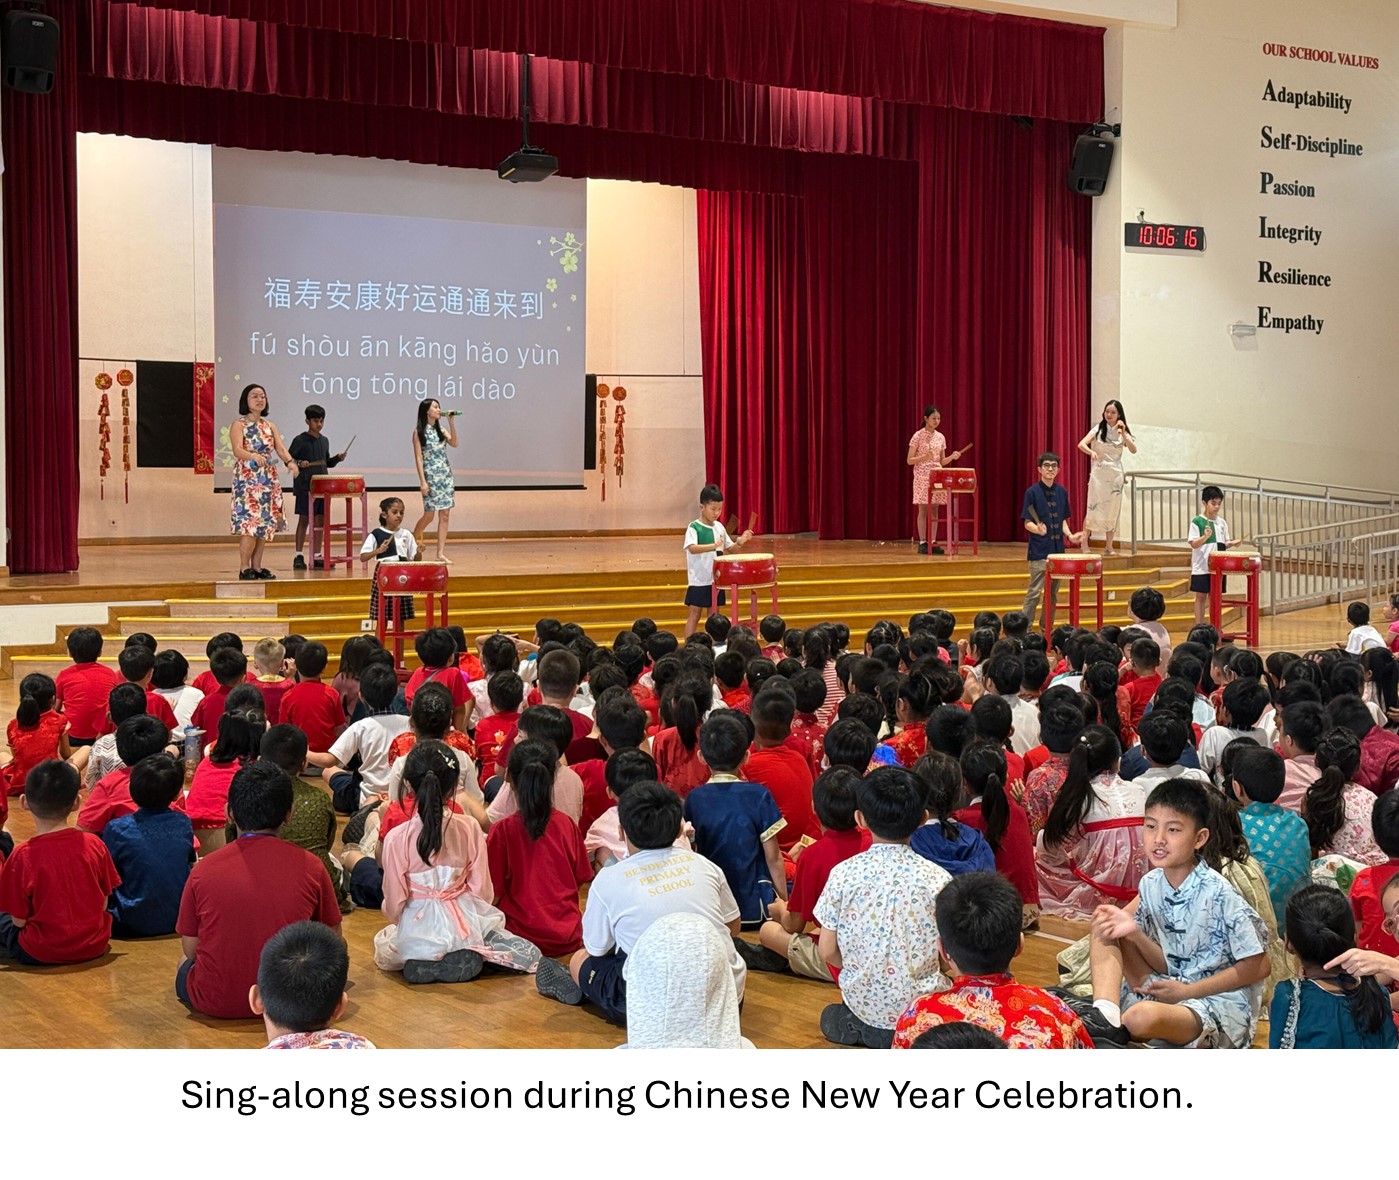 OUR SCHOOL VALUES
Adaptability
Self-Discipline
Passion
Integrity
Resilience
Empathy
10:06:16
福寿安康好运通通来到
fú shòu ān kāng hǎo yùn
tōng tōng lái dào
BENDEMEER
PRIMARY
SCHOOL
Sing-along session during Chinese New Year Celebration.